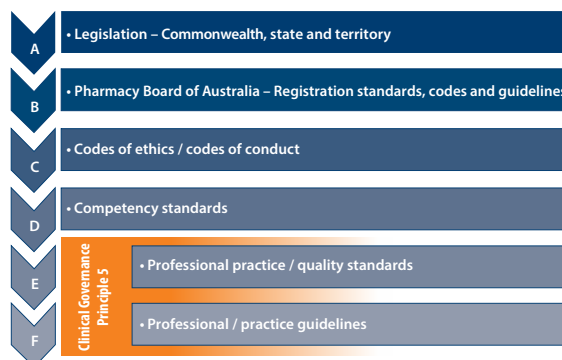 A
• Legislation – Commonwealth, state and territory
B
• Pharmacy Board of Australia – Registration standards, codes and guidelines
C
• Codes of ethics / codes of conduct
D
• Competency standards
Clinical Governance
Principle 5
E
• Professional practice / quality standards
F
• Professional / practice guidelines